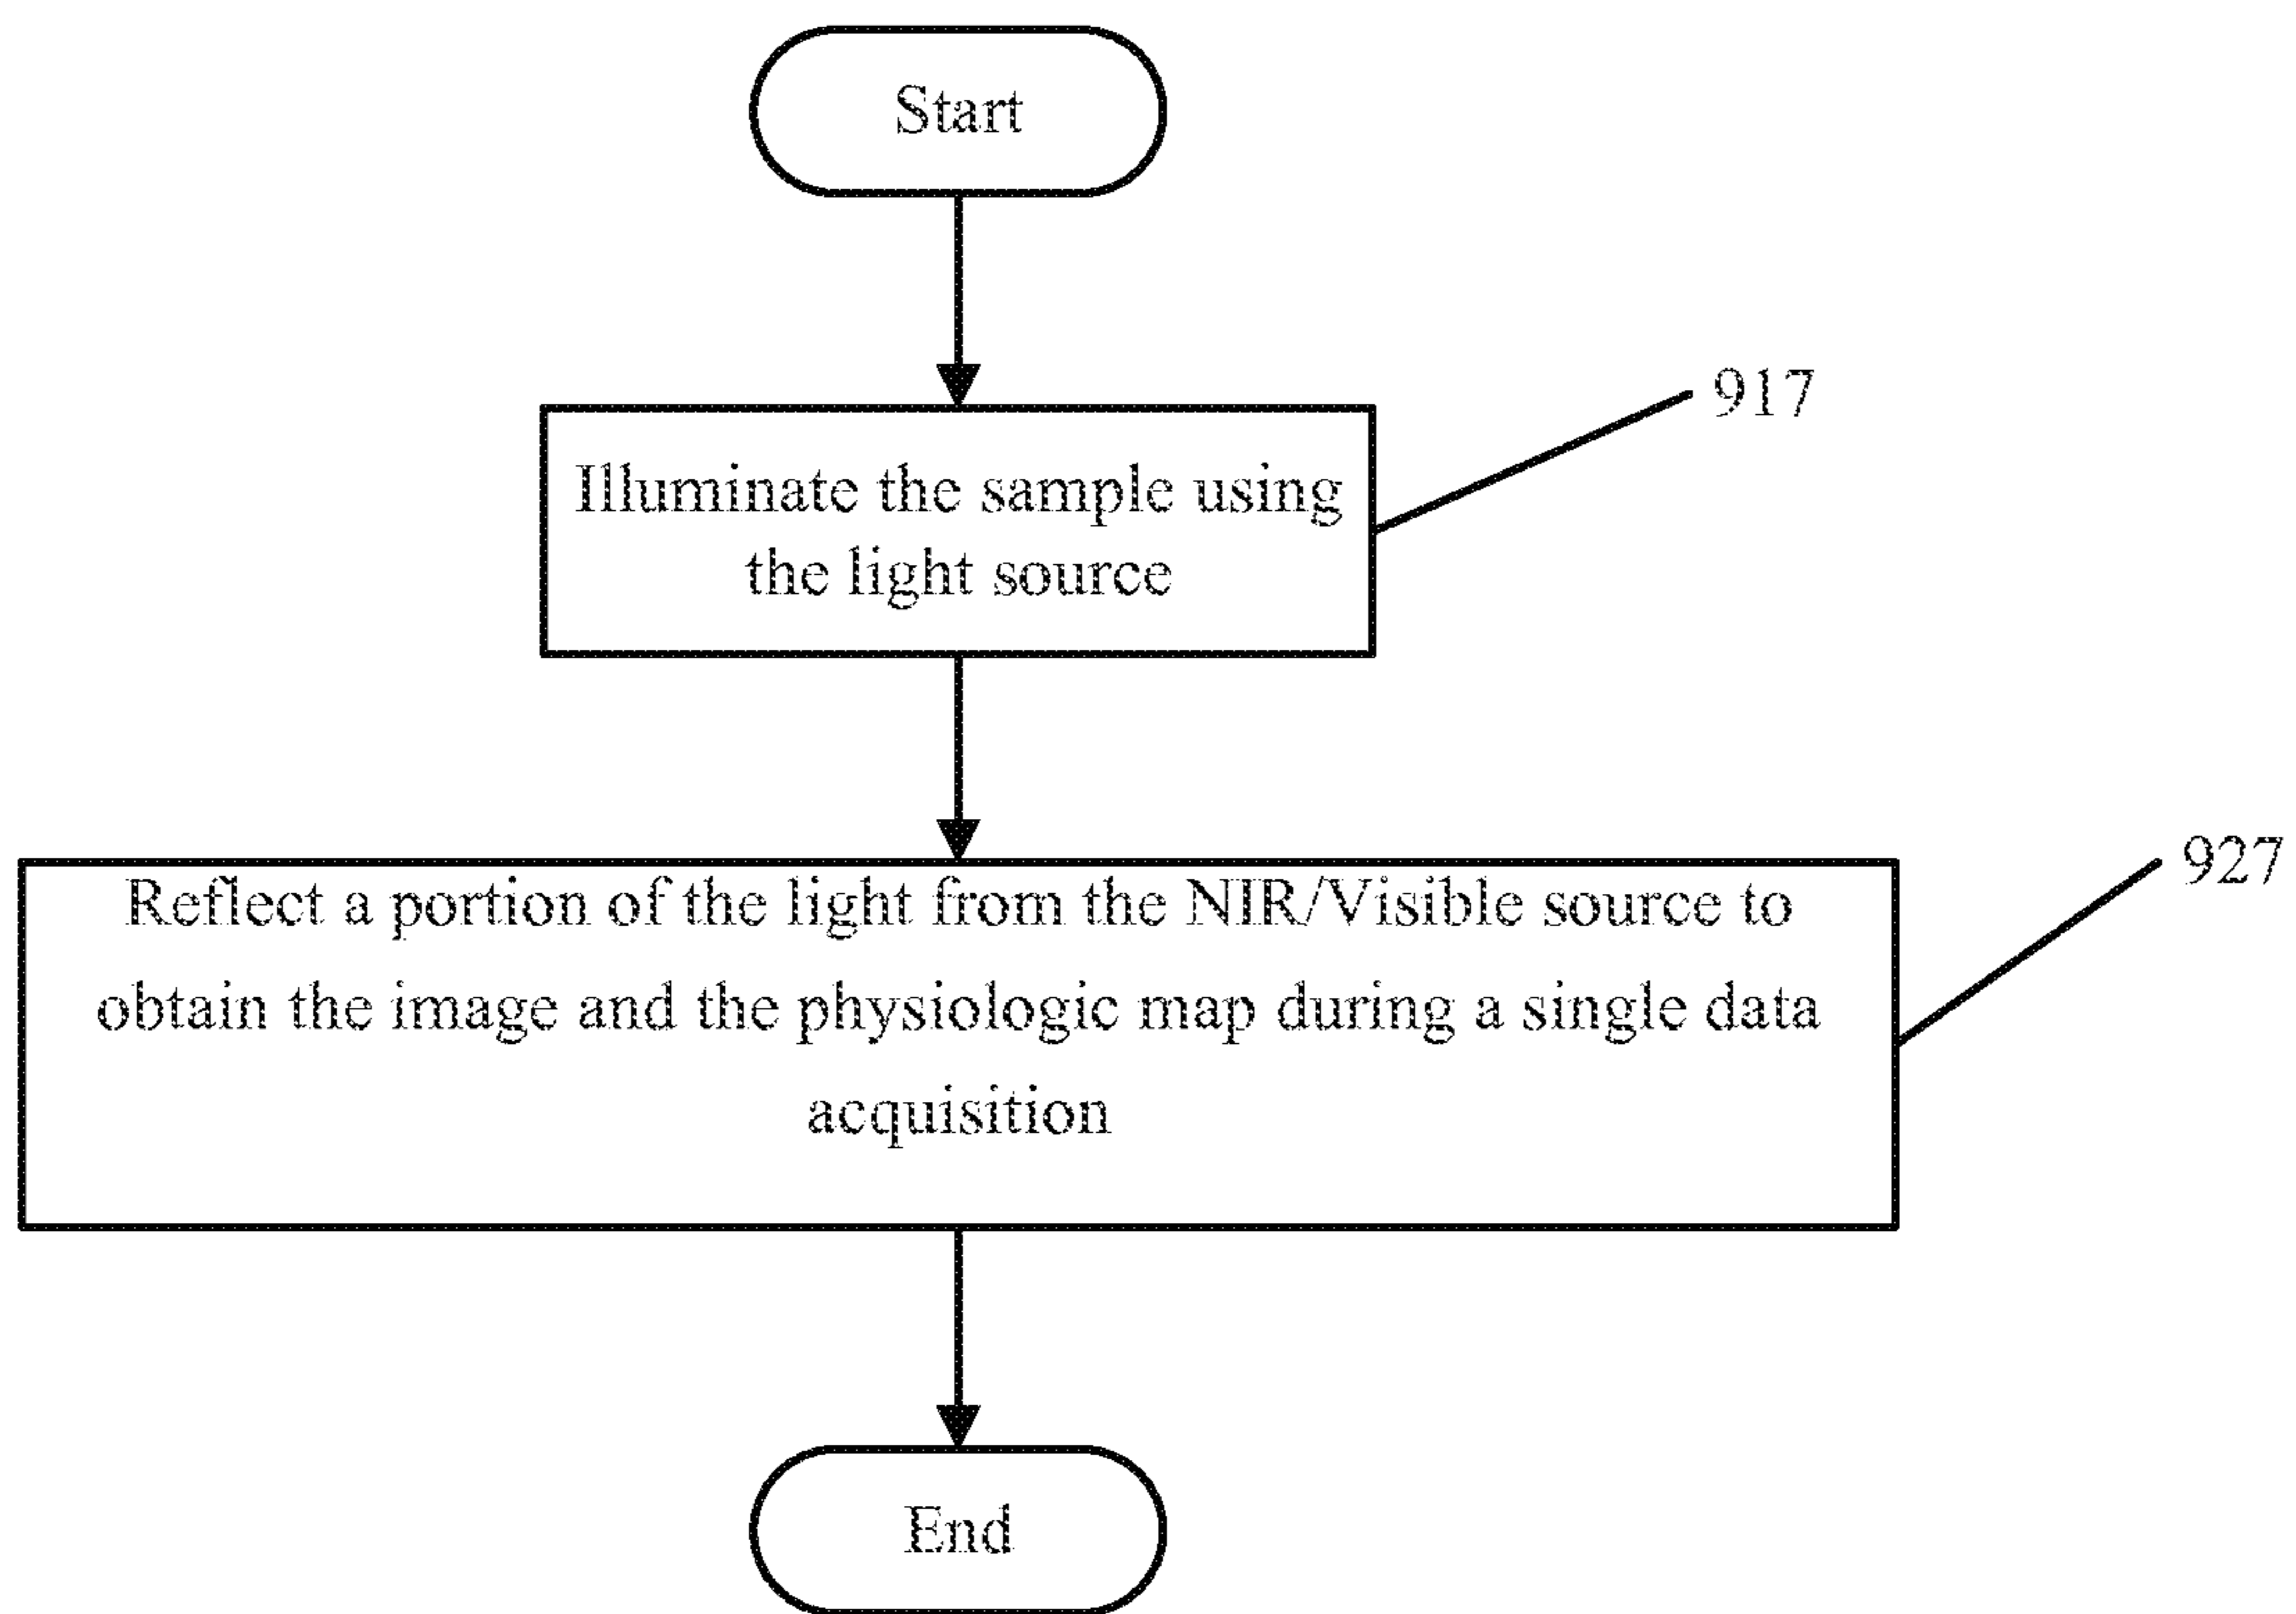 Start
917
Illuminate the sample using
the light source
927
Reflect a portion of the light from the NIR/Visible source to
obtain the image and the physiologic map during a single data
acquisition
End